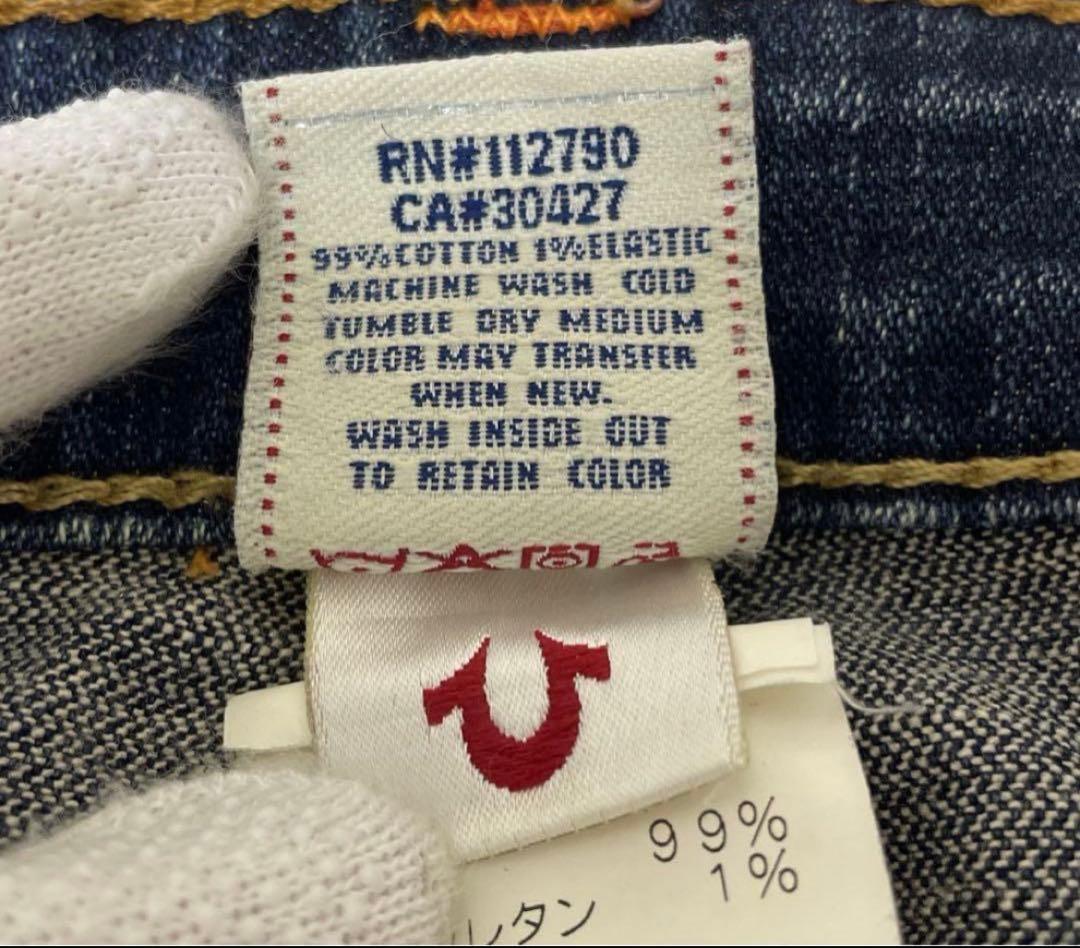 RN#112790
CA#30427
99%COTTON 1%ELASTIC
MACHINE WASH COLD
TUMBLE DRY MEDIUM
COLOR MAY TRANSFER
WHEN NEW.
WASH INSIDE OUT
TO RETAIN COLOR
99%
1%
レタン